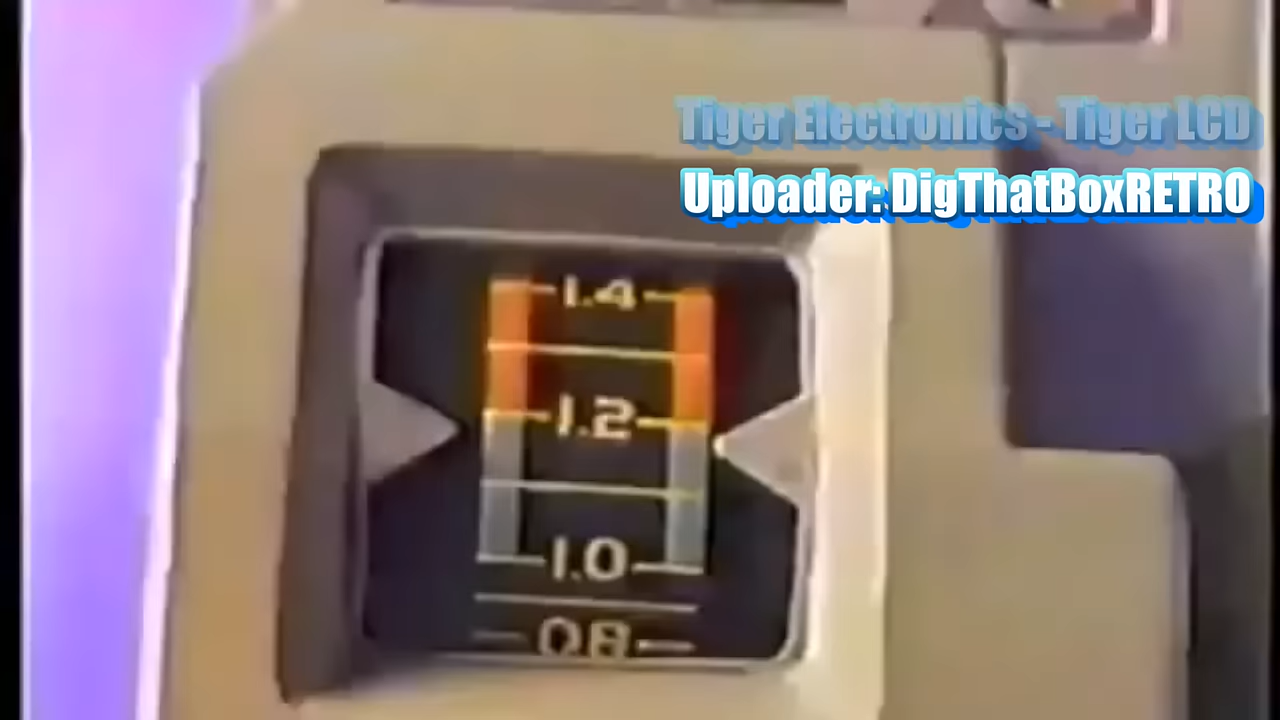 Tiger Electronics - Tiger LCD
Uploader: DigThatBoxRETRO
1.4
1.2
1.0
0.8